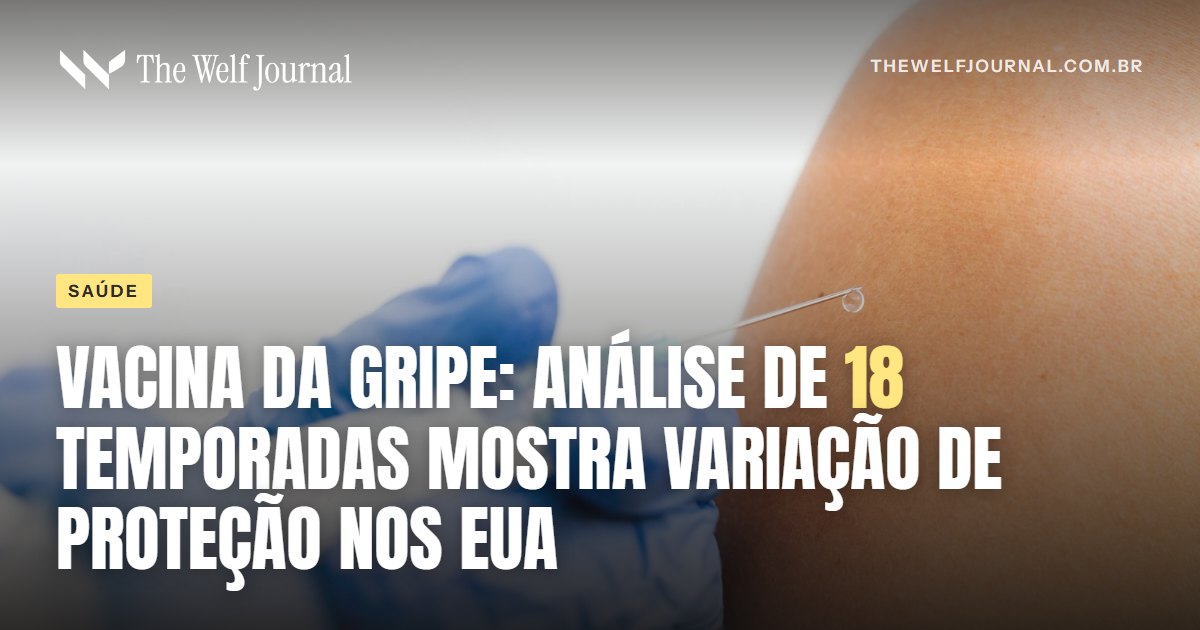 The Welf Journal
THEWELFJOURNAL.COM.BR
SAÚDE
VACINA DA GRIPE: ANÁLISE DE 18
TEMPORADAS MOSTRA VARIAÇÃO DE
PROTEÇÃO NOS EUA